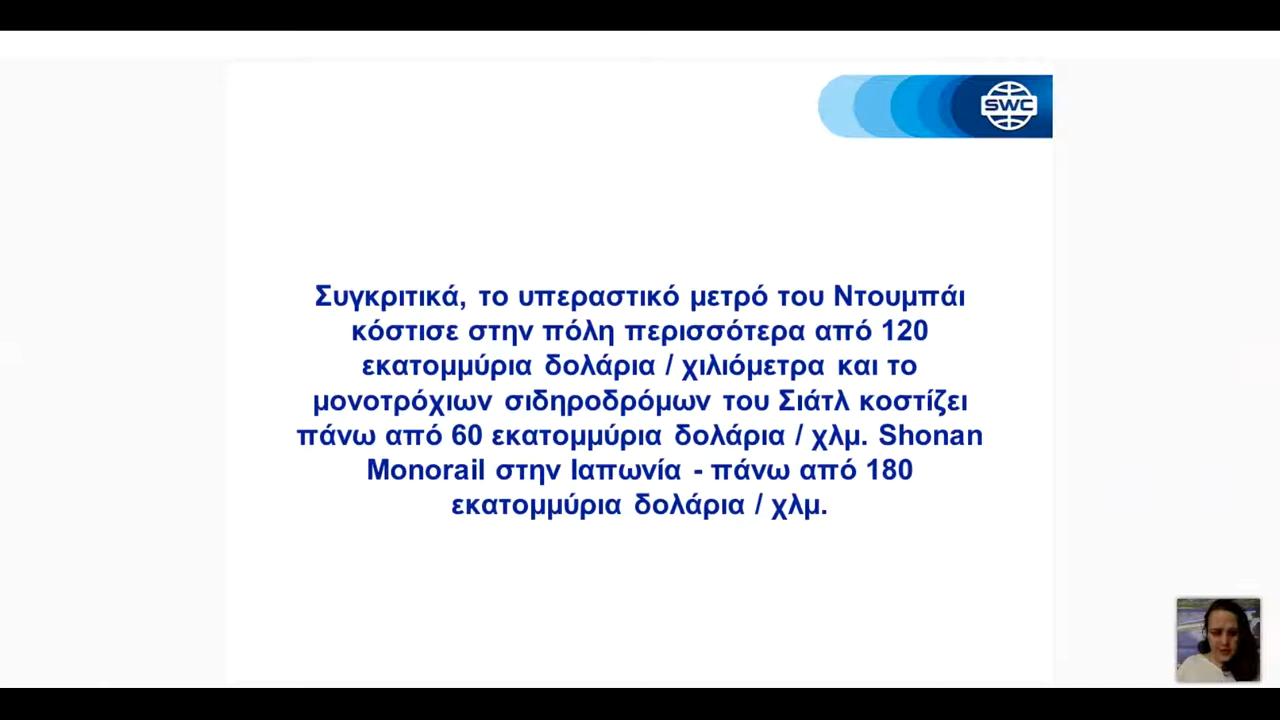 SWC
Συγκριτικά, το υπεραστικό μετρό του Ντουμπάι
κόστισε στην πόλη περισσότερα από 120
εκατομμύρια δολάρια / χιλιόμετρα και το
μονοτρόχιων σιδηροδρόμων του Σιάτλ κοστίζει
πάνω από 60 εκατομμύρια δολάρια / χλμ. Shonan
Monorail στην Ιαπωνία - πάνω από 180
εκατομμύρια δολάρια / χλμ.